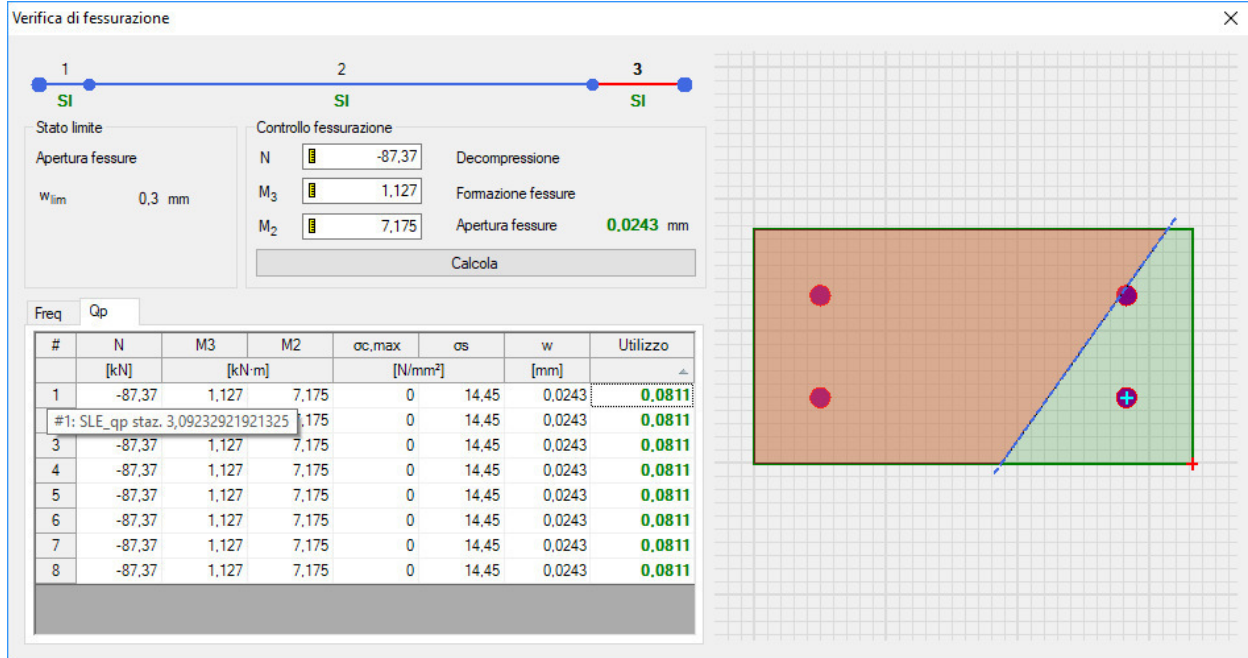 Verifica di fessurazione
1 2 3
SI SI SI
Stato limite
Apertura fessure
wlim 0,3 mm
Controllo fessurazione
N -87,37 Decompressione
M3 1,127 Formazione fessure
M2 7,175 Apertura fessure 0,0243 mm
Calcola
Freq Qp
# N M3 M2 σc,max σs w Utilizzo
[kN] [kN·m] [N/mm²] [mm]
1 -87,37 1,127 7,175 0 14,45 0,0243 0,0811
#1: SLE_qp staz. 3,09232921921325 ,175 0 14,45 0,0243 0,0811
3 -87,37 1,127 7,175 0 14,45 0,0243 0,0811
4 -87,37 1,127 7,175 0 14,45 0,0243 0,0811
5 -87,37 1,127 7,175 0 14,45 0,0243 0,0811
6 -87,37 1,127 7,175 0 14,45 0,0243 0,0811
7 -87,37 1,127 7,175 0 14,45 0,0243 0,0811
8 -87,37 1,127 7,175 0 14,45 0,0243 0,0811